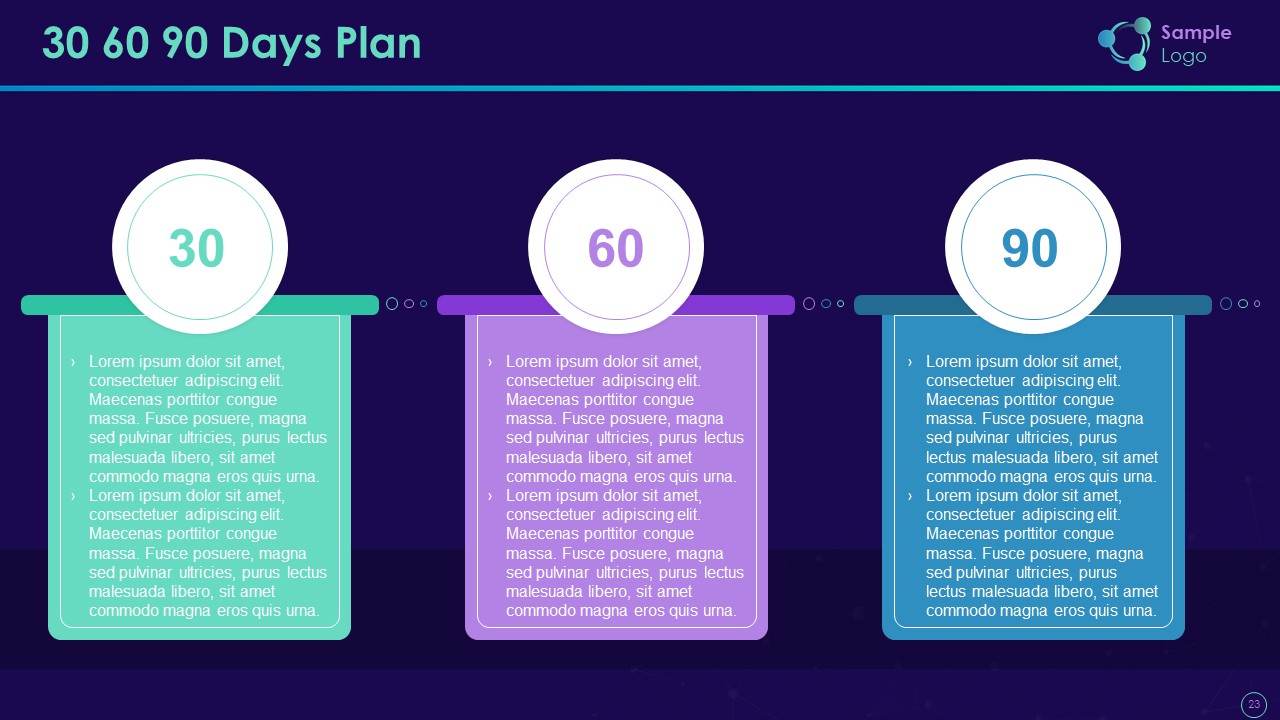 30 60 90 Days Plan
Sample
Logo
30
› Lorem ipsum dolor sit amet,
consectetuer adipiscing elit.
Maecenas porttitor congue
massa. Fusce posuere, magna
sed pulvinar ultricies, purus lectus
malesuada libero, sit amet
commodo magna eros quis urna.
› Lorem ipsum dolor sit amet,
consectetuer adipiscing elit.
Maecenas porttitor congue
massa. Fusce posuere, magna
sed pulvinar ultricies, purus lectus
malesuada libero, sit amet
commodo magna eros quis urna.
60
› Lorem ipsum dolor sit amet,
consectetuer adipiscing elit.
Maecenas porttitor congue
massa. Fusce posuere, magna
sed pulvinar ultricies, purus lectus
malesuada libero, sit amet
commodo magna eros quis urna.
› Lorem ipsum dolor sit amet,
consectetuer adipiscing elit.
Maecenas porttitor congue
massa. Fusce posuere, magna
sed pulvinar ultricies, purus lectus
malesuada libero, sit amet
commodo magna eros quis urna.
90
› Lorem ipsum dolor sit amet,
consectetuer adipiscing elit.
Maecenas porttitor congue
massa. Fusce posuere, magna
sed pulvinar ultricies, purus
lectus malesuada libero, sit amet
commodo magna eros quis urna.
› Lorem ipsum dolor sit amet,
consectetuer adipiscing elit.
Maecenas porttitor congue
massa. Fusce posuere, magna
sed pulvinar ultricies, purus
lectus malesuada libero, sit amet
commodo magna eros quis urna.
23